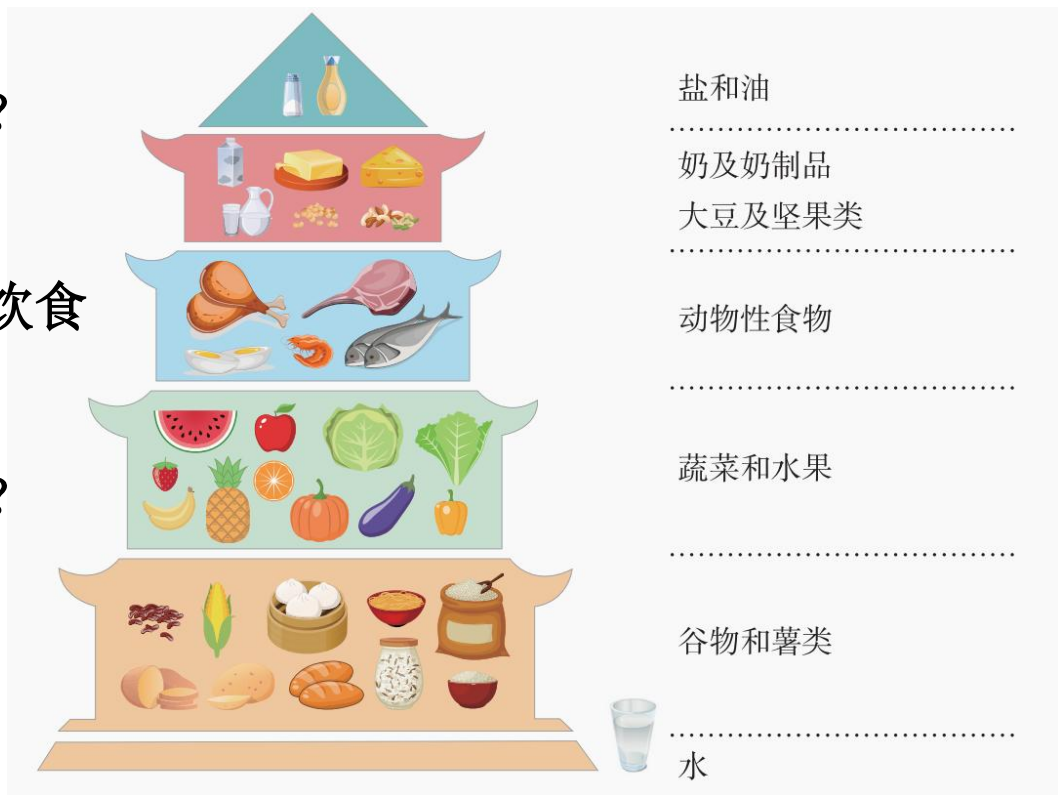 ?
盐和油
奶及奶制品
大豆及坚果类
饮食
动物性食物
蔬菜和水果
?
谷物和薯类
水